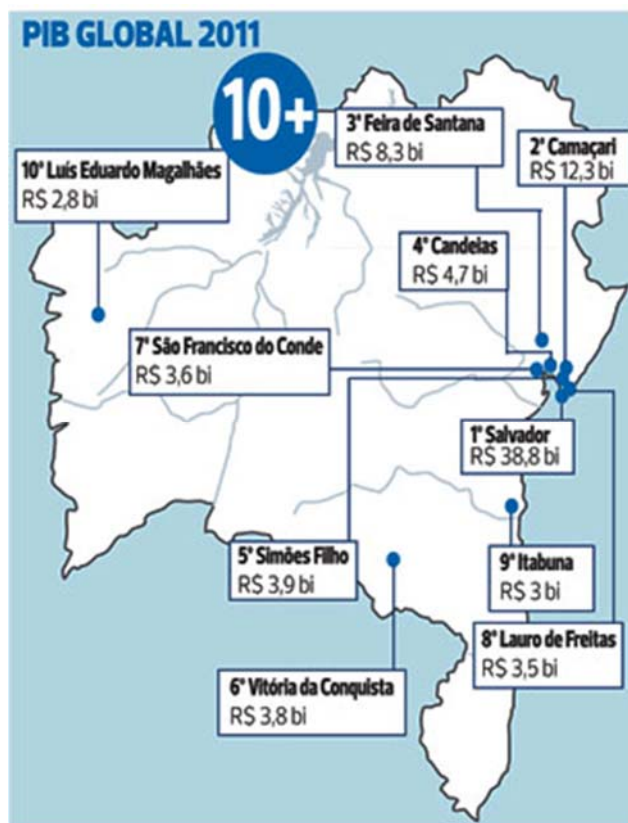 PIB GLOBAL 2011
10+
3º Feira de Santana
R$ 8,3 bi
2º Camaçari
R$ 12,3 bi
10º Luís Eduardo Magalhães
R$ 2,8 bi
4º Candeias
R$ 4,7 bi
7º São Francisco do Conde
R$ 3,6 bi
1º Salvador
R$ 38,8 bi
5º Simões Filho
R$ 3,9 bi
9º Itabuna
R$ 3 bi
8º Lauro de Freitas
R$ 3,5 bi
6º Vitória da Conquista
R$ 3,8 bi